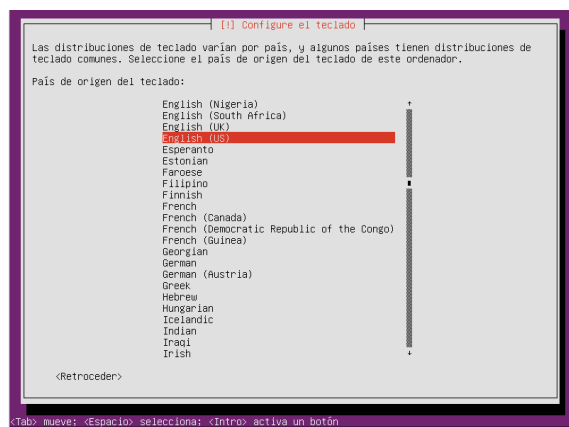 [!] Configure el teclado
Las distribuciones de teclado varían por país, y algunos países tienen distribuciones de
teclado comunes. Seleccione el país de origen del teclado de este ordenador.
País de origen del teclado:
English (Nigeria)
English (South Africa)
English (UK)
English (US)
Esperanto
Estonian
Faroese
Filipino
Finnish
French
French (Canada)
French (Democratic Republic of the Congo)
French (Guinea)
Georgian
German
German (Austria)
Greek
Hebrew
Hungarian
Icelandic
Indian
Iraqi
Irish
<Retroceder>
<Tab> mueve; <Espacio> selecciona; <Intro> activa un botón